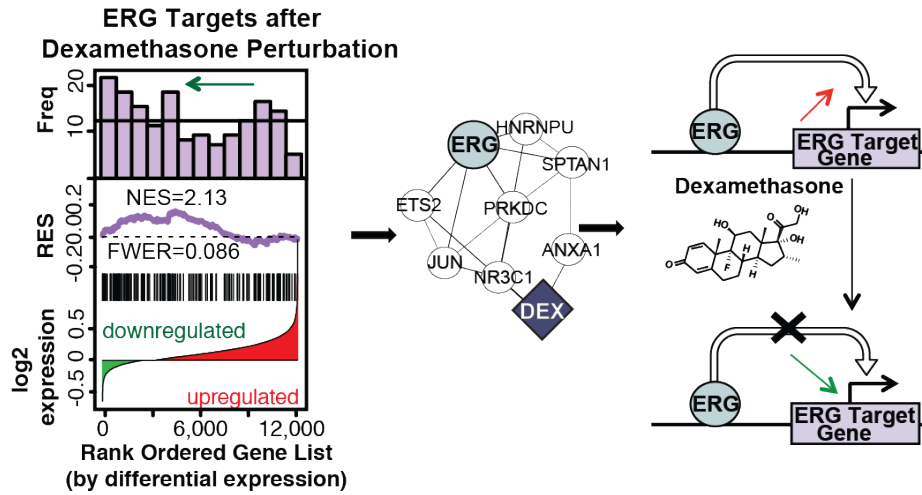 ERG Targets after
Dexamethasone Perturbation
Freq
20
10
RES
-0.20.00.2
NES=2.13
FWER=0.086
log2
expression
0.5
0
-0.5
downregulated
upregulated
0
6,000
12,000
Rank Ordered Gene List
(by differential expression)
HNRNPU
ERG
SPTAN1
ETS2
PRKDC
JUN
ANXA1
NR3C1
DEX
ERG
ERG Target
Gene
Dexamethasone
OH
O
HO
OH
H
F
H
O
ERG
ERG Target
Gene